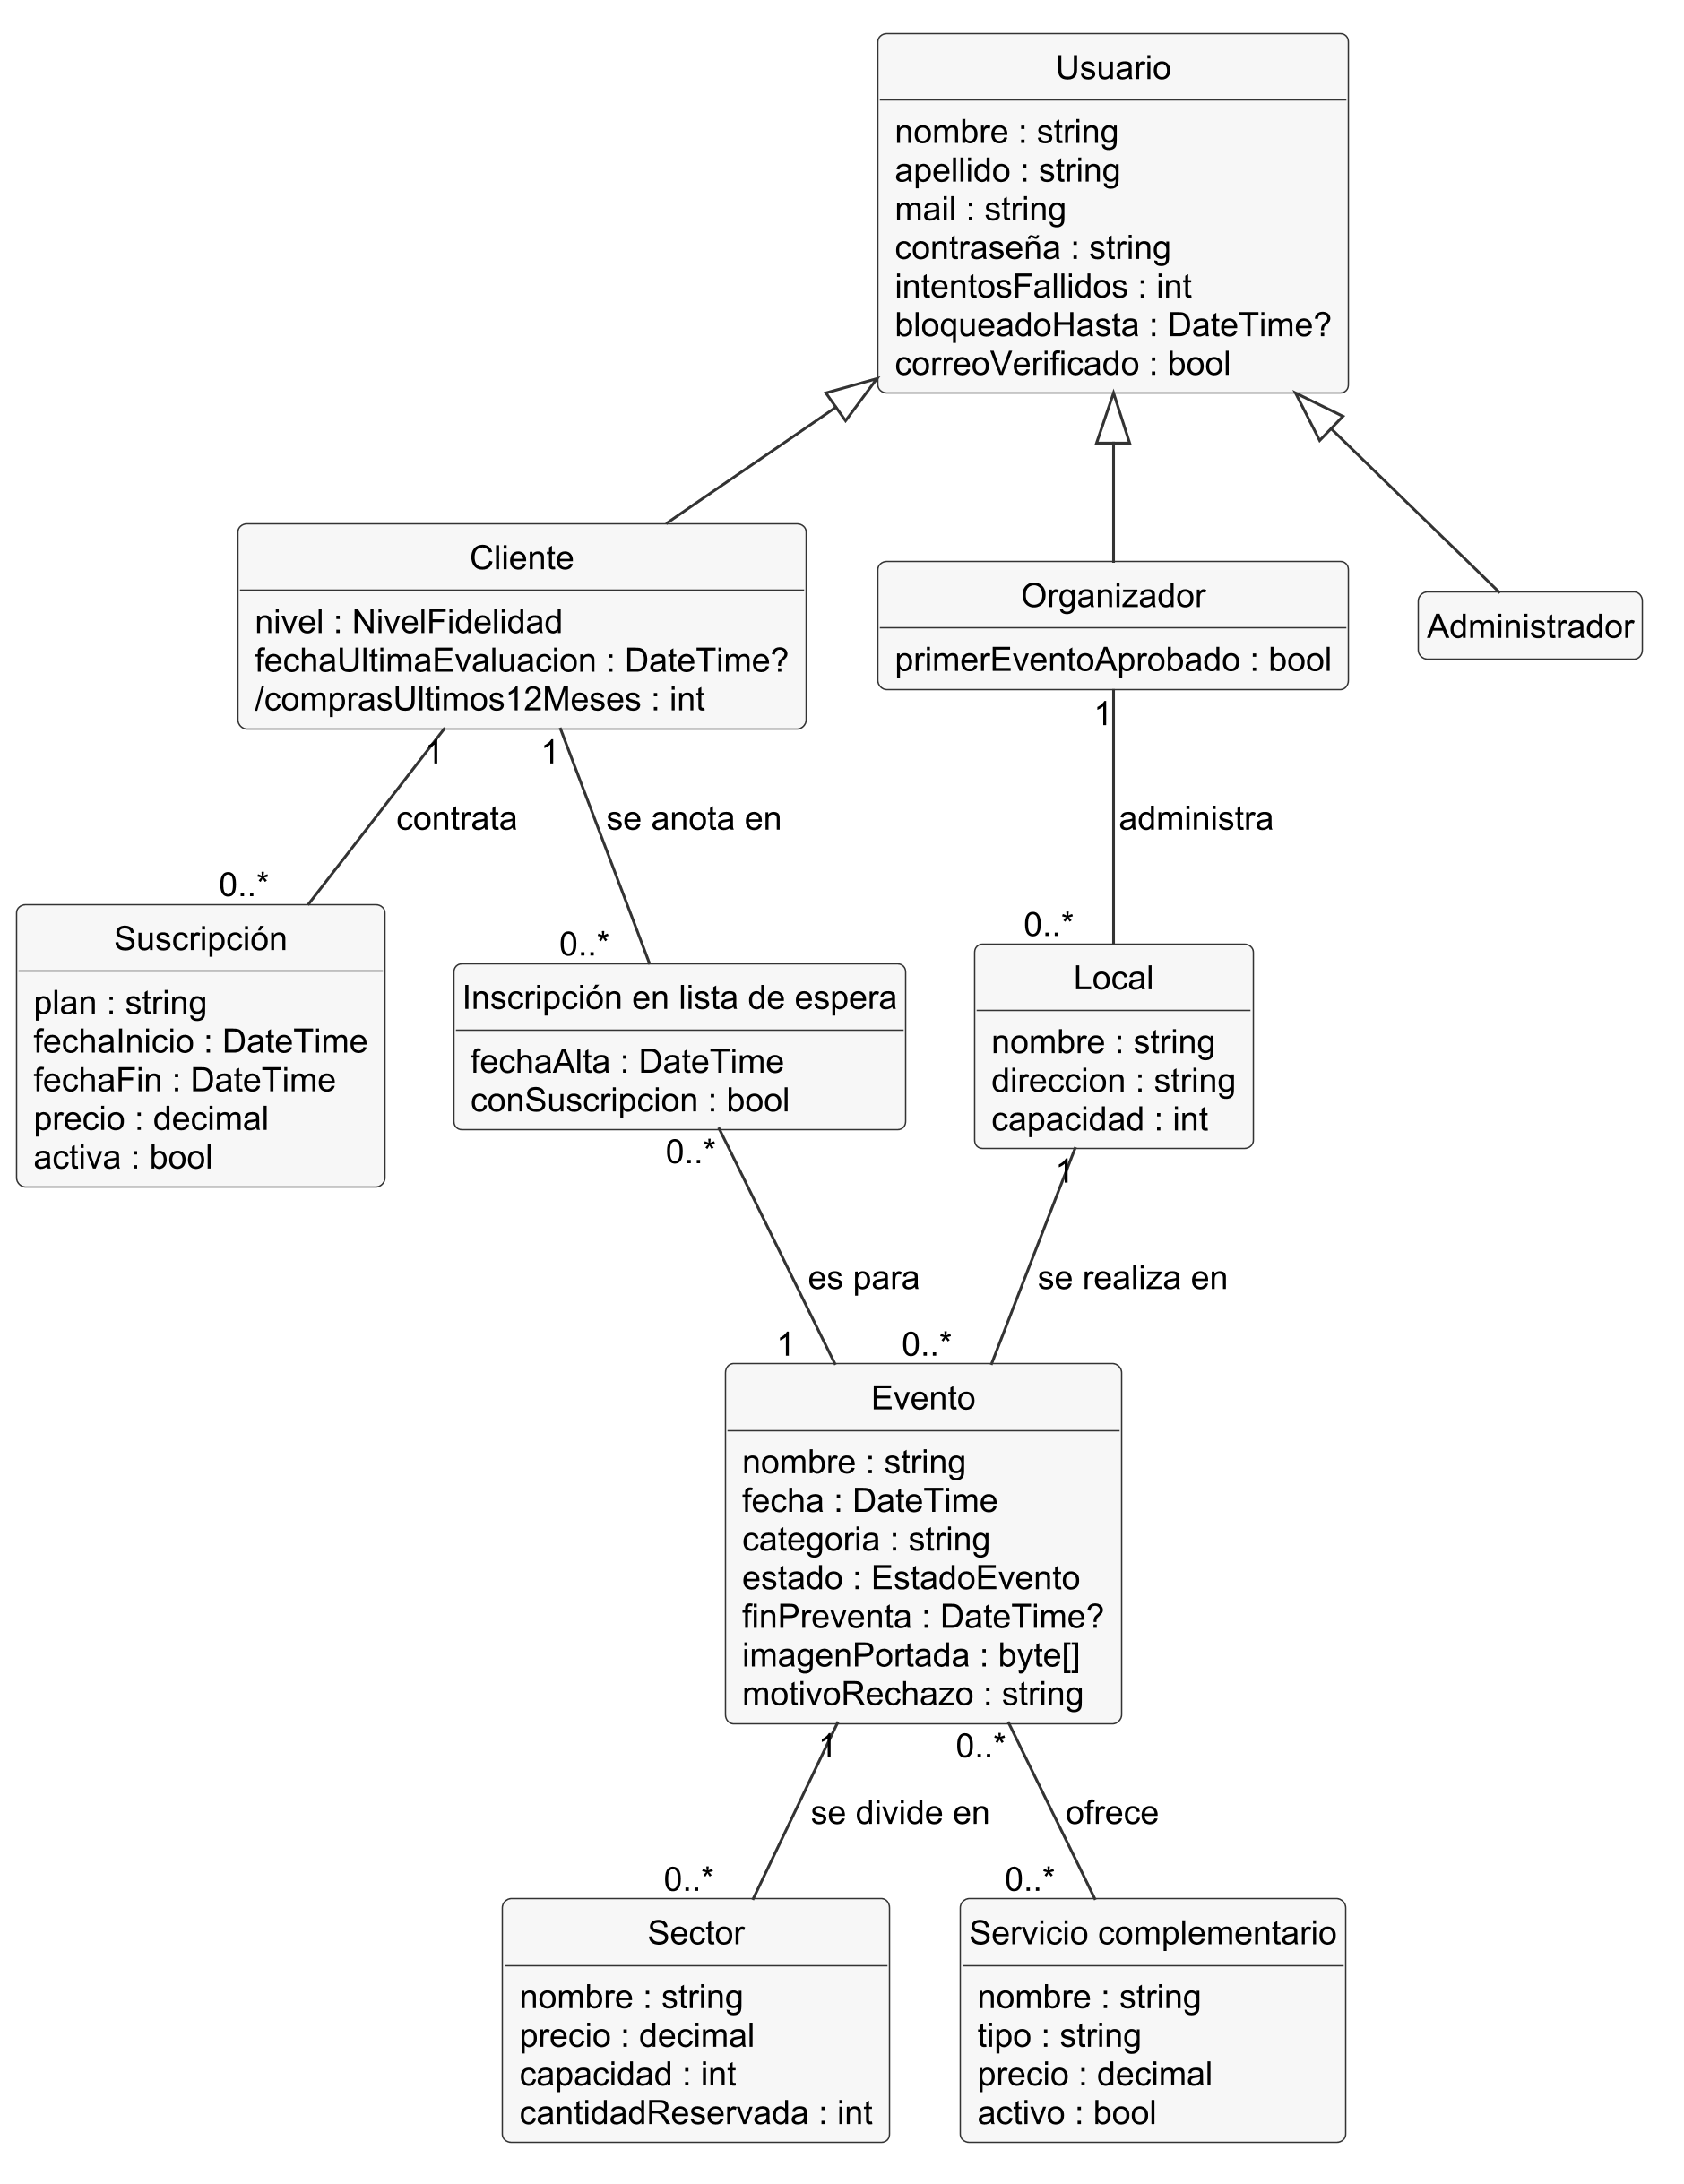 Usuario
nombre : string
apellido : string
mail : string
contraseña : string
intentosFallidos : int
bloqueadoHasta : DateTime?
correoVerificado : bool
Cliente
nivel : NivelFidelidad
fechaUltimaEvaluacion : DateTime?
/comprasUltimos12Meses : int
Organizador
primerEventoAprobado : bool
Administrador
1
1
1
contrata
se anota en
administra
0..*
0..*
0..*
Suscripción
plan : string
fechaInicio : DateTime
fechaFin : DateTime
precio : decimal
activa : bool
Inscripción en lista de espera
fechaAlta : DateTime
conSuscripcion : bool
Local
nombre : string
direccion : string
capacidad : int
0..*
1
es para
se realiza en
1
0..*
Evento
nombre : string
fecha : DateTime
categoria : string
estado : EstadoEvento
finPreventa : DateTime?
imagenPortada : byte[]
motivoRechazo : string
1
0..*
se divide en
ofrece
0..*
0..*
Sector
nombre : string
precio : decimal
capacidad : int
cantidadReservada : int
Servicio complementario
nombre : string
tipo : string
precio : decimal
activo : bool